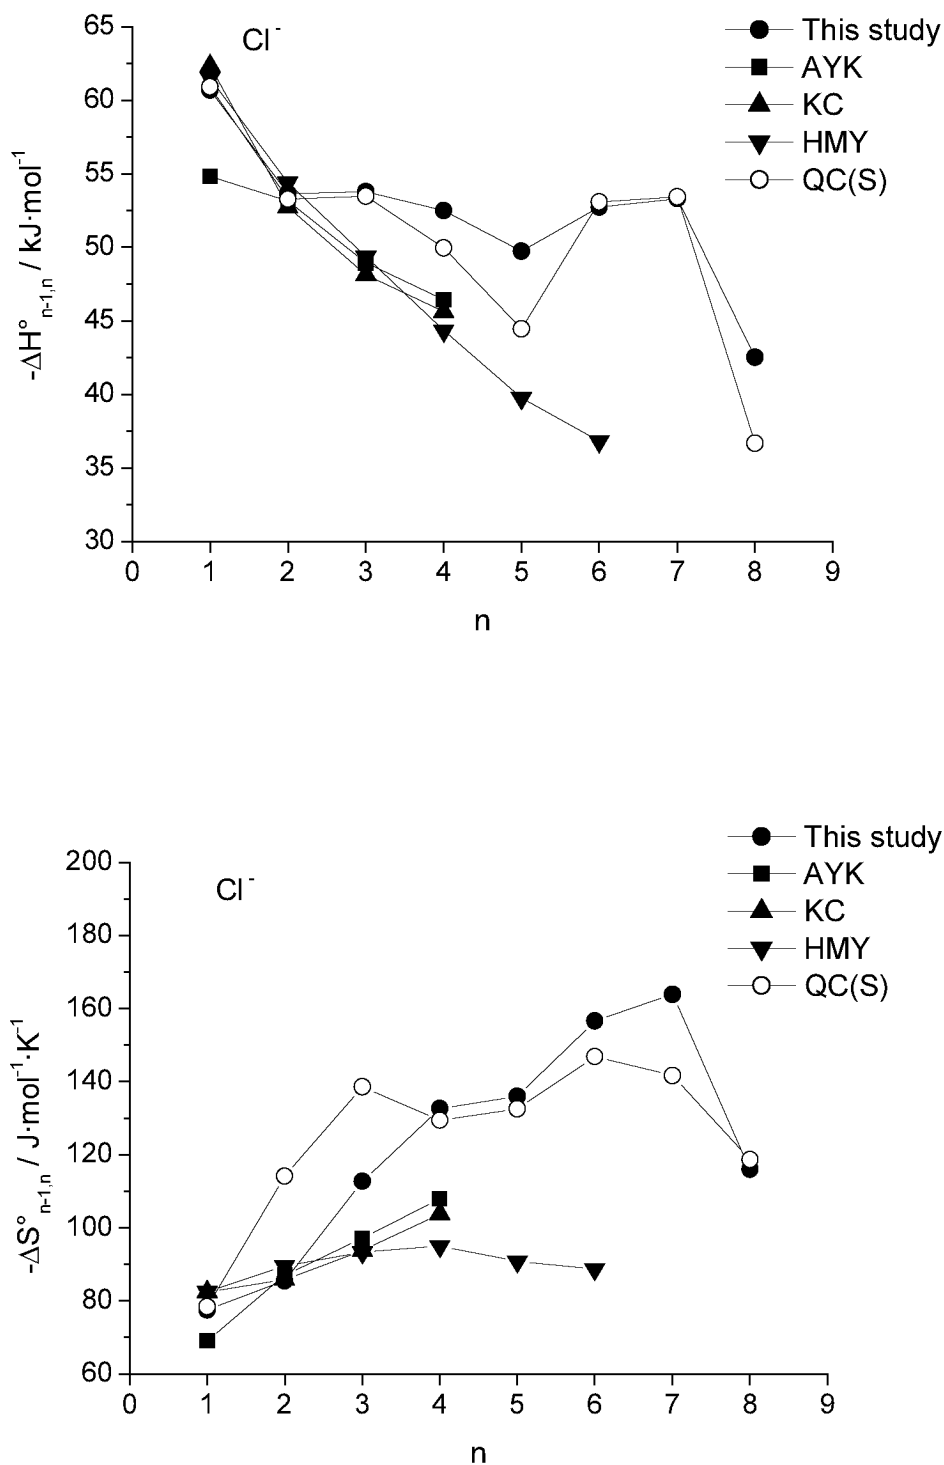 65
60
55
50
45
40
35
30
0 1 2 3 4 5 6 7 8 9
n
-ΔH°n-1,n / kJ·mol-1
Cl-
This study
AYK
KC
HMY
QC(S)
200
180
160
140
120
100
80
60
0 1 2 3 4 5 6 7 8 9
n
-ΔS°n-1,n / J·mol-1·K-1
Cl-
This study
AYK
KC
HMY
QC(S)